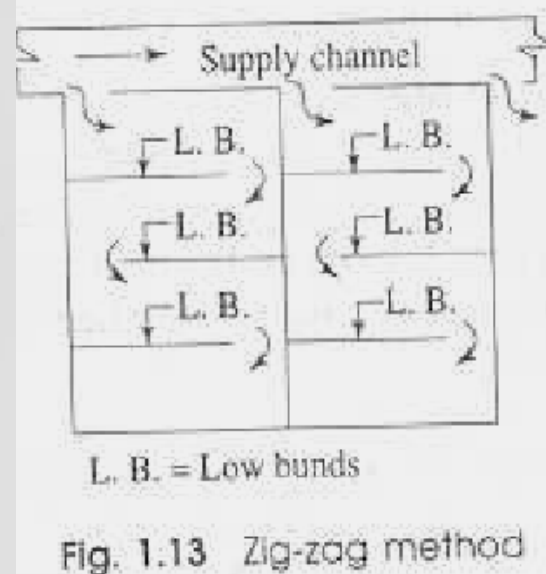 Supply channel
L. B. L. B.
L. B. L. B.
L. B. L. B.
L. B. = Low bunds
Fig. 1.13 Zig-zag method